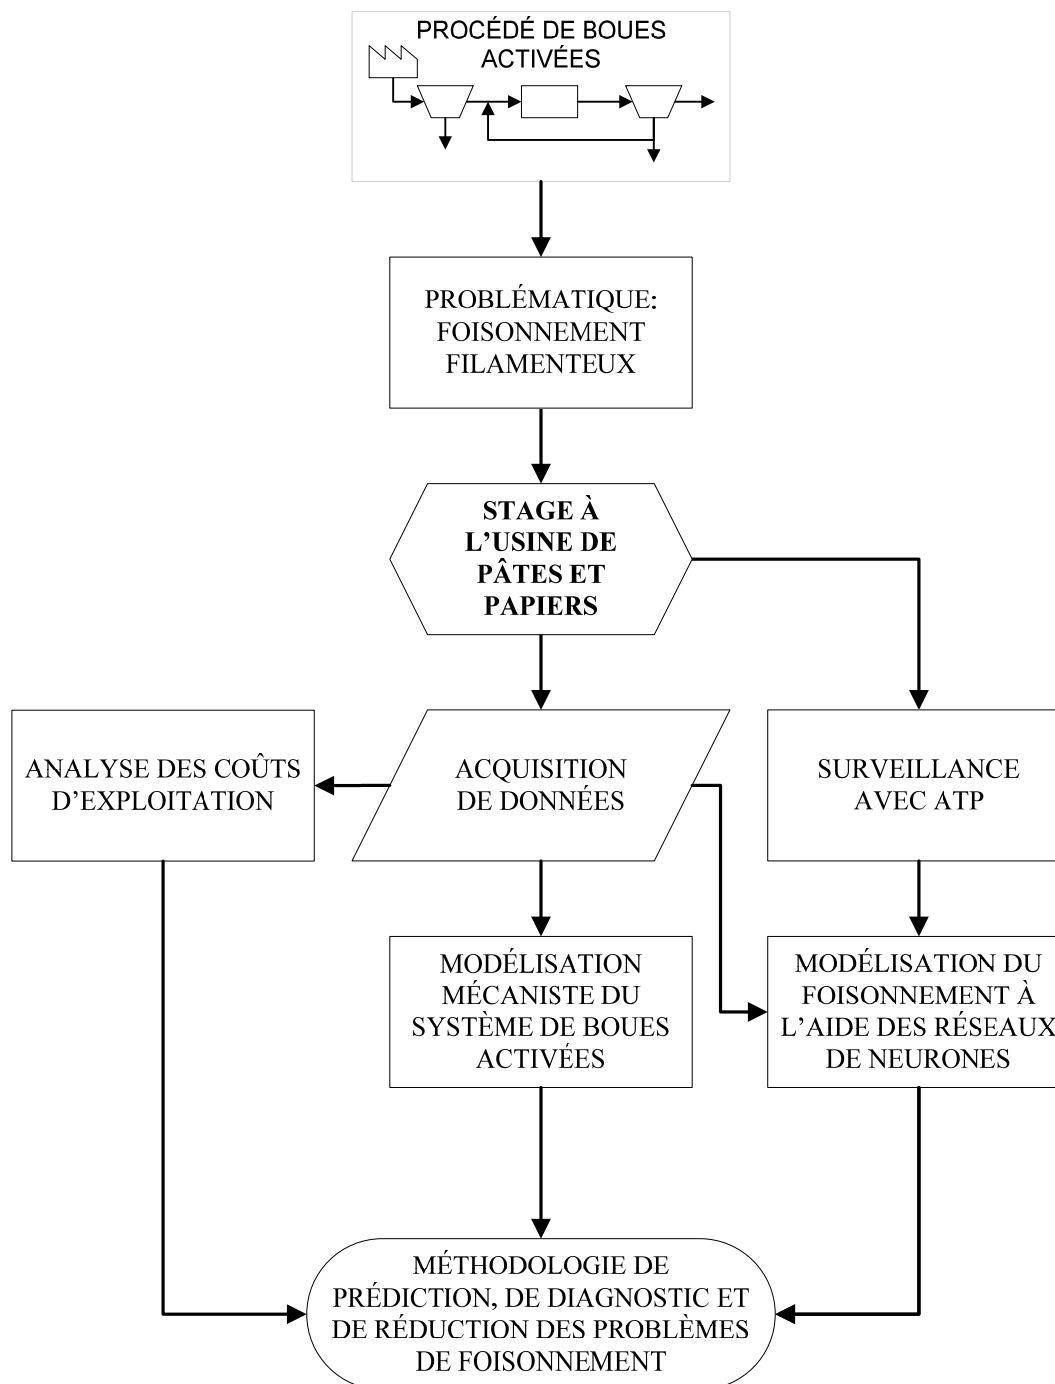 PROCÉDÉ DE BOUES
ACTIVÉES
PROBLÉMATIQUE:
FOISONNEMENT
FILAMENTEUX
STAGE À
L'USINE DE
PÂTES ET
PAPIERS
ANALYSE DES COÛTS
D'EXPLOITATION
ACQUISITION
DE DONNÉES
SURVEILLANCE
AVEC ATP
MODÉLISATION
MÉCANISTE DU
SYSTÈME DE BOUES
ACTIVÉES
MODÉLISATION DU
FOISONNEMENT À
L'AIDE DES RÉSEAUX
DE NEURONES
MÉTHODOLOGIE DE
PRÉDICTION, DE DIAGNOSTIC ET
DE RÉDUCTION DES PROBLÈMES
DE FOISONNEMENT